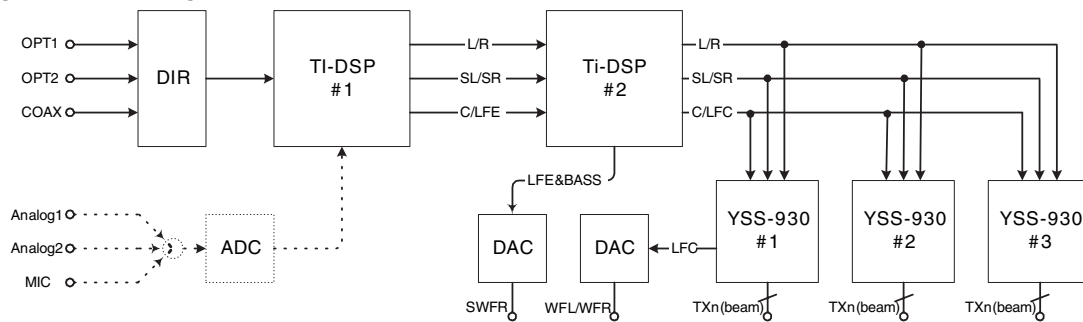 OPT1
OPT2
COAX
DIR
TI-DSP
#1
L/R
SL/SR
C/LFE
Ti-DSP
#2
L/R
SL/SR
C/LFC
LFE&BASS
Analog1
Analog2
MIC
ADC
DAC
DAC
LFC
YSS-930
#1
YSS-930
#2
YSS-930
#3
SWFR
WFL/WFR
TXn(beam)
TXn(beam)
TXn(beam)